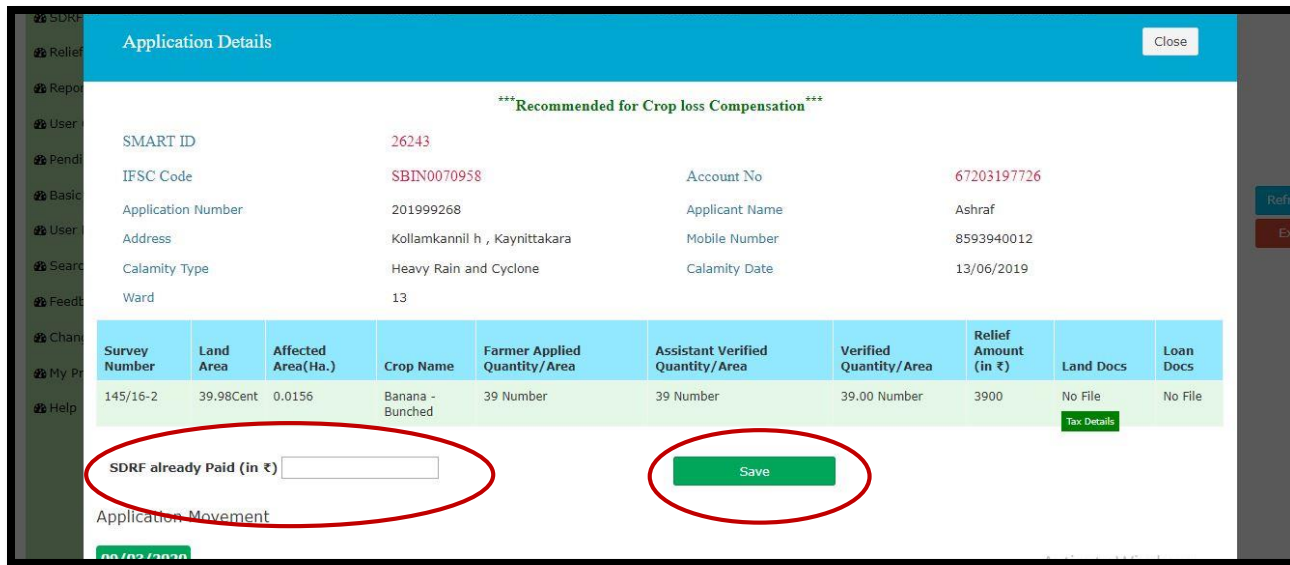 SDRF
Relief
Application Details
Close
Repor
***Recommended for Crop loss Compensation***
User
SMART ID 26243
Pendi
IFSC Code SBIN0070958 Account No 67203197726
Basic
Refr
Application Number 201999268 Applicant Name Ashraf
User
Ex
Address Kollamkannil h , Kaynittakara Mobile Number 8593940012
Searc
Calamity Type Heavy Rain and Cyclone Calamity Date 13/06/2019
Feedb
Ward 13
Chang
Survey Number Land Area Affected Area(Ha.) Crop Name Farmer Applied Quantity/Area Assistant Verified Quantity/Area Verified Quantity/Area Relief Amount (in ₹) Land Docs Loan Docs
My Pr
145/16-2 39.98Cent 0.0156 Banana - Bunched 39 Number 39 Number 39.00 Number 3900 No File No File
Help
Tax Details
SDRF already Paid (in ₹) Save
Application Movement
09/03/2020